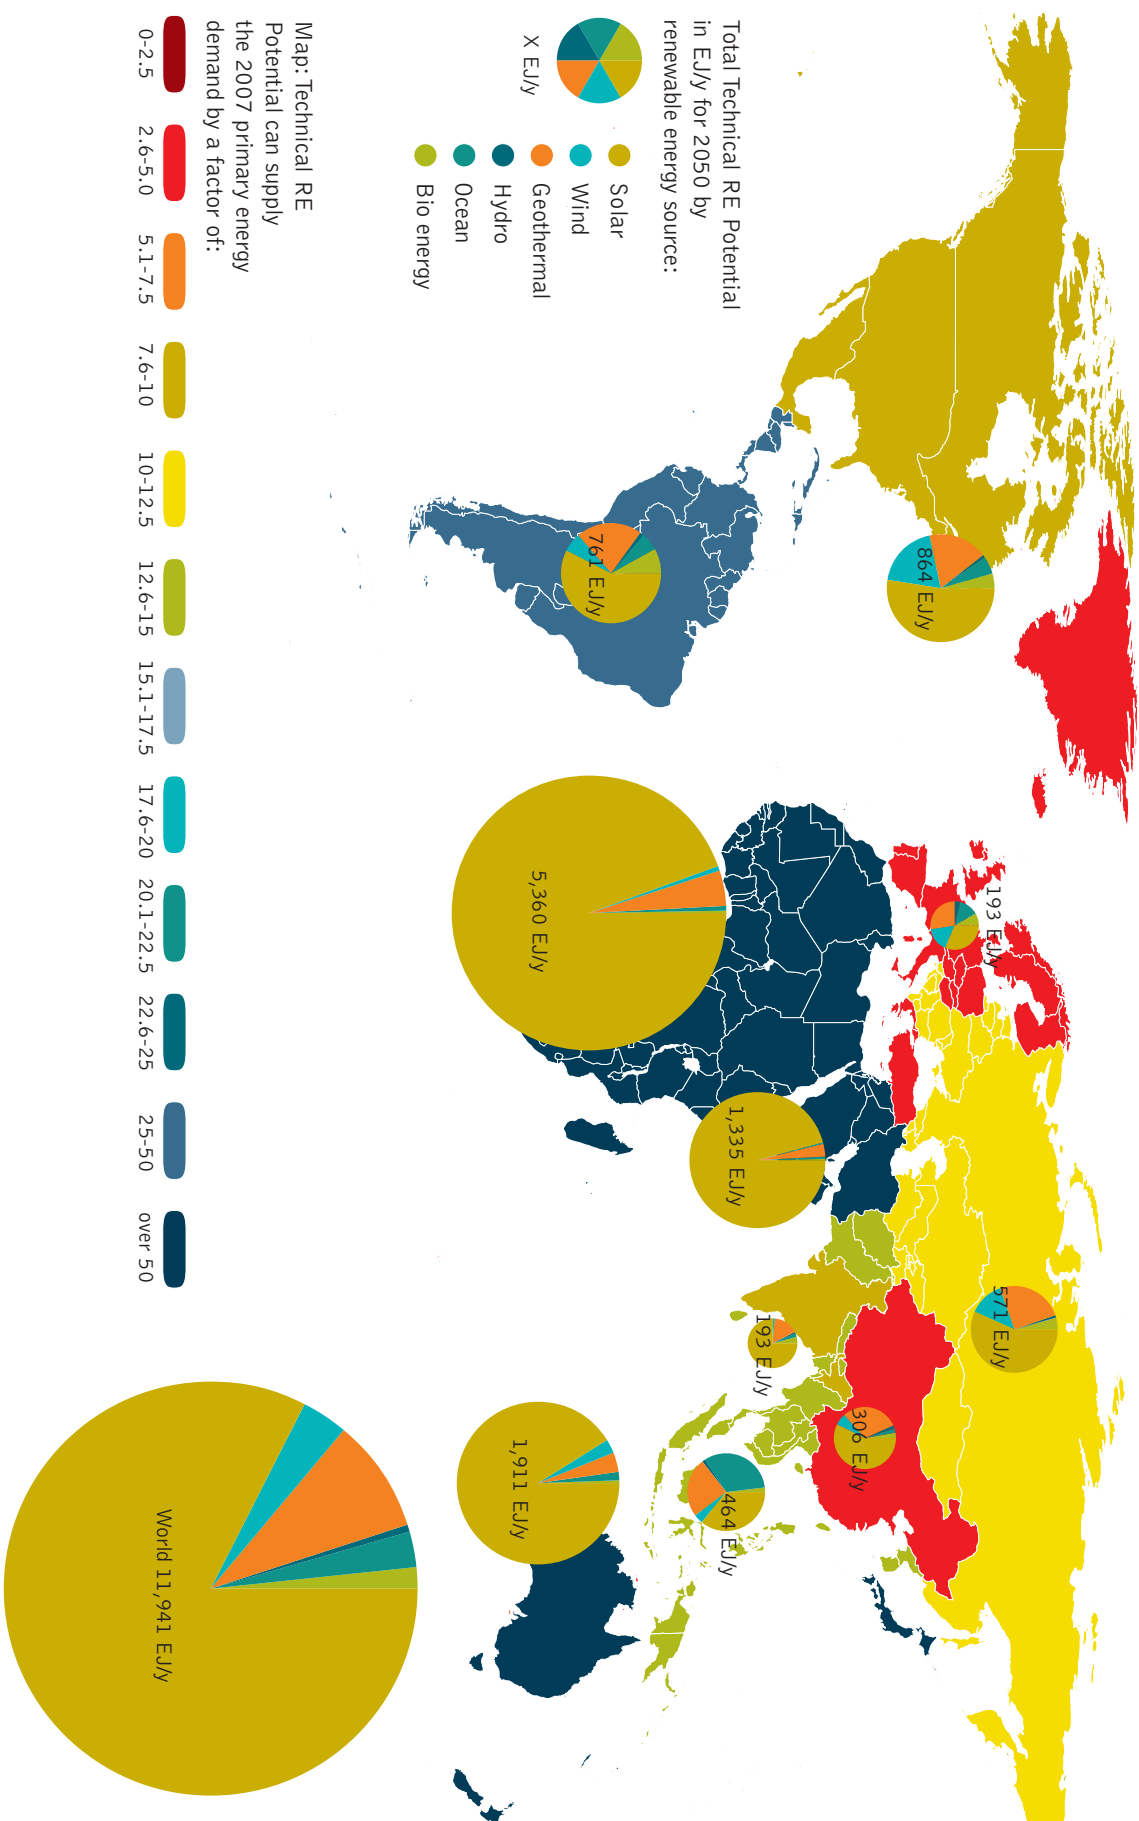 Total Technical RE Potential
in EJ/y for 2050 by
renewable energy source:
Solar
Wind
Geothermal
Hydro
Ocean
Bio energy
X EJ/y
864 EJ/y
761 EJ/y
193 EJ/y
5,360 EJ/y
1,335 EJ/y
571 EJ/y
193 EJ/y
306 EJ/y
464 EJ/y
1,911 EJ/y
World 11,941 EJ/y
Map: Technical RE
Potential can supply
the 2007 primary energy
demand by a factor of:
0-2.5
2.6-5.0
5.1-7.5
7.6-10
10-12.5
12.6-15
15.1-17.5
17.6-20
20.1-22.5
22.6-25
25-50
over 50